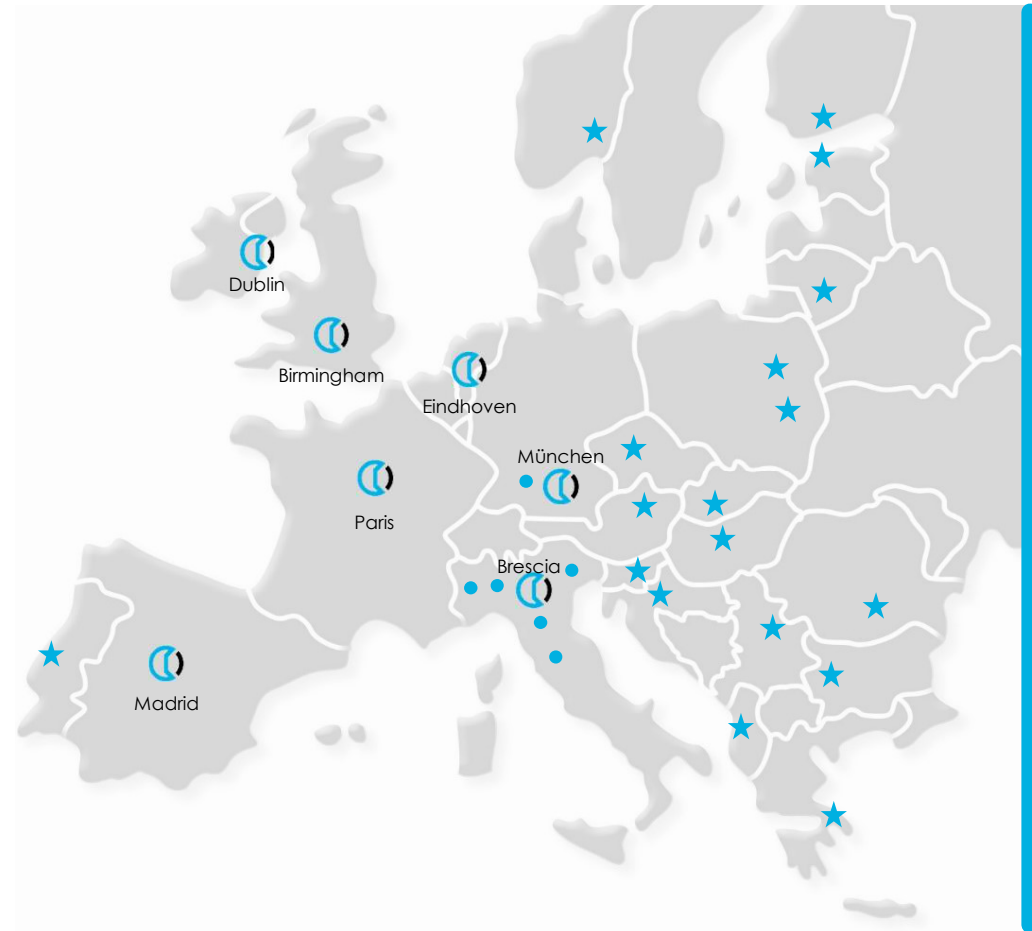 Dublin
Birmingham
Eindhoven
München
Paris
Brescia
Madrid